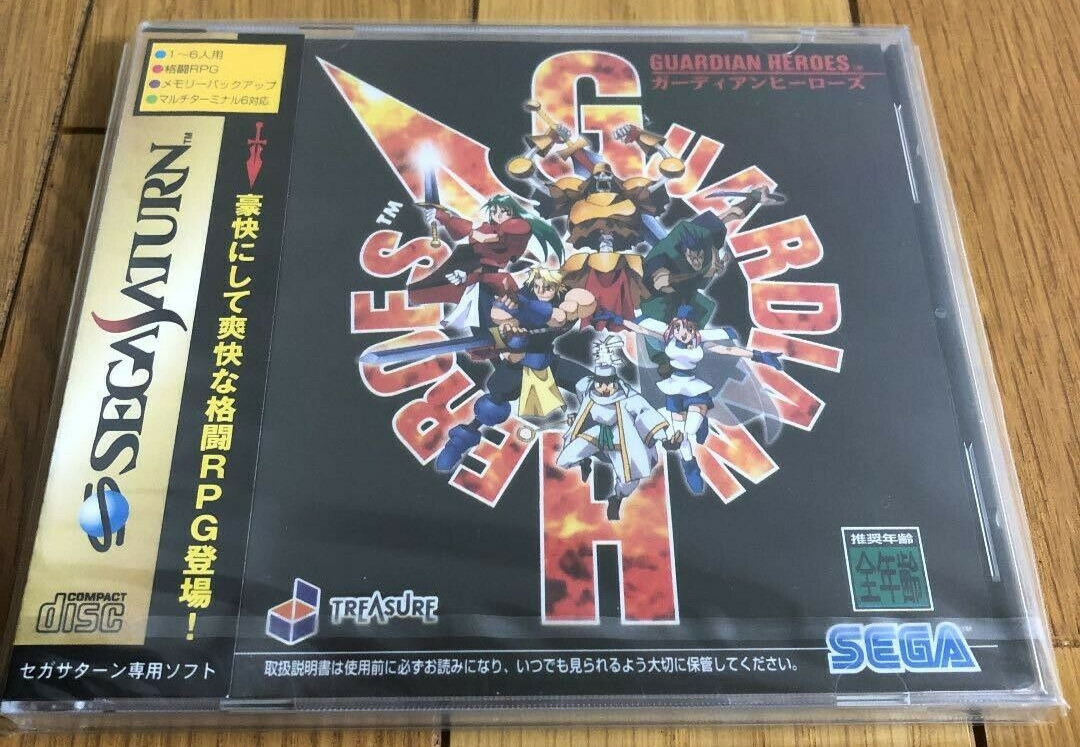 1〜6人用
格闘RPG
メモリーバックアップ
マルチターミナル6対応
SEGA SATURN™
豪快にして爽快な格闘RPG登場!
COMPACT
disc
セガサターン専用ソフト
GUARDIAN HEROES™
ガーディアンヒーローズ
GUARDIAN
HEROES™
TREASURE
推奨年齢
全年齢
SEGA™
取扱説明書は使用前に必ずお読みになり、いつでも見られるよう大切に保管してください。